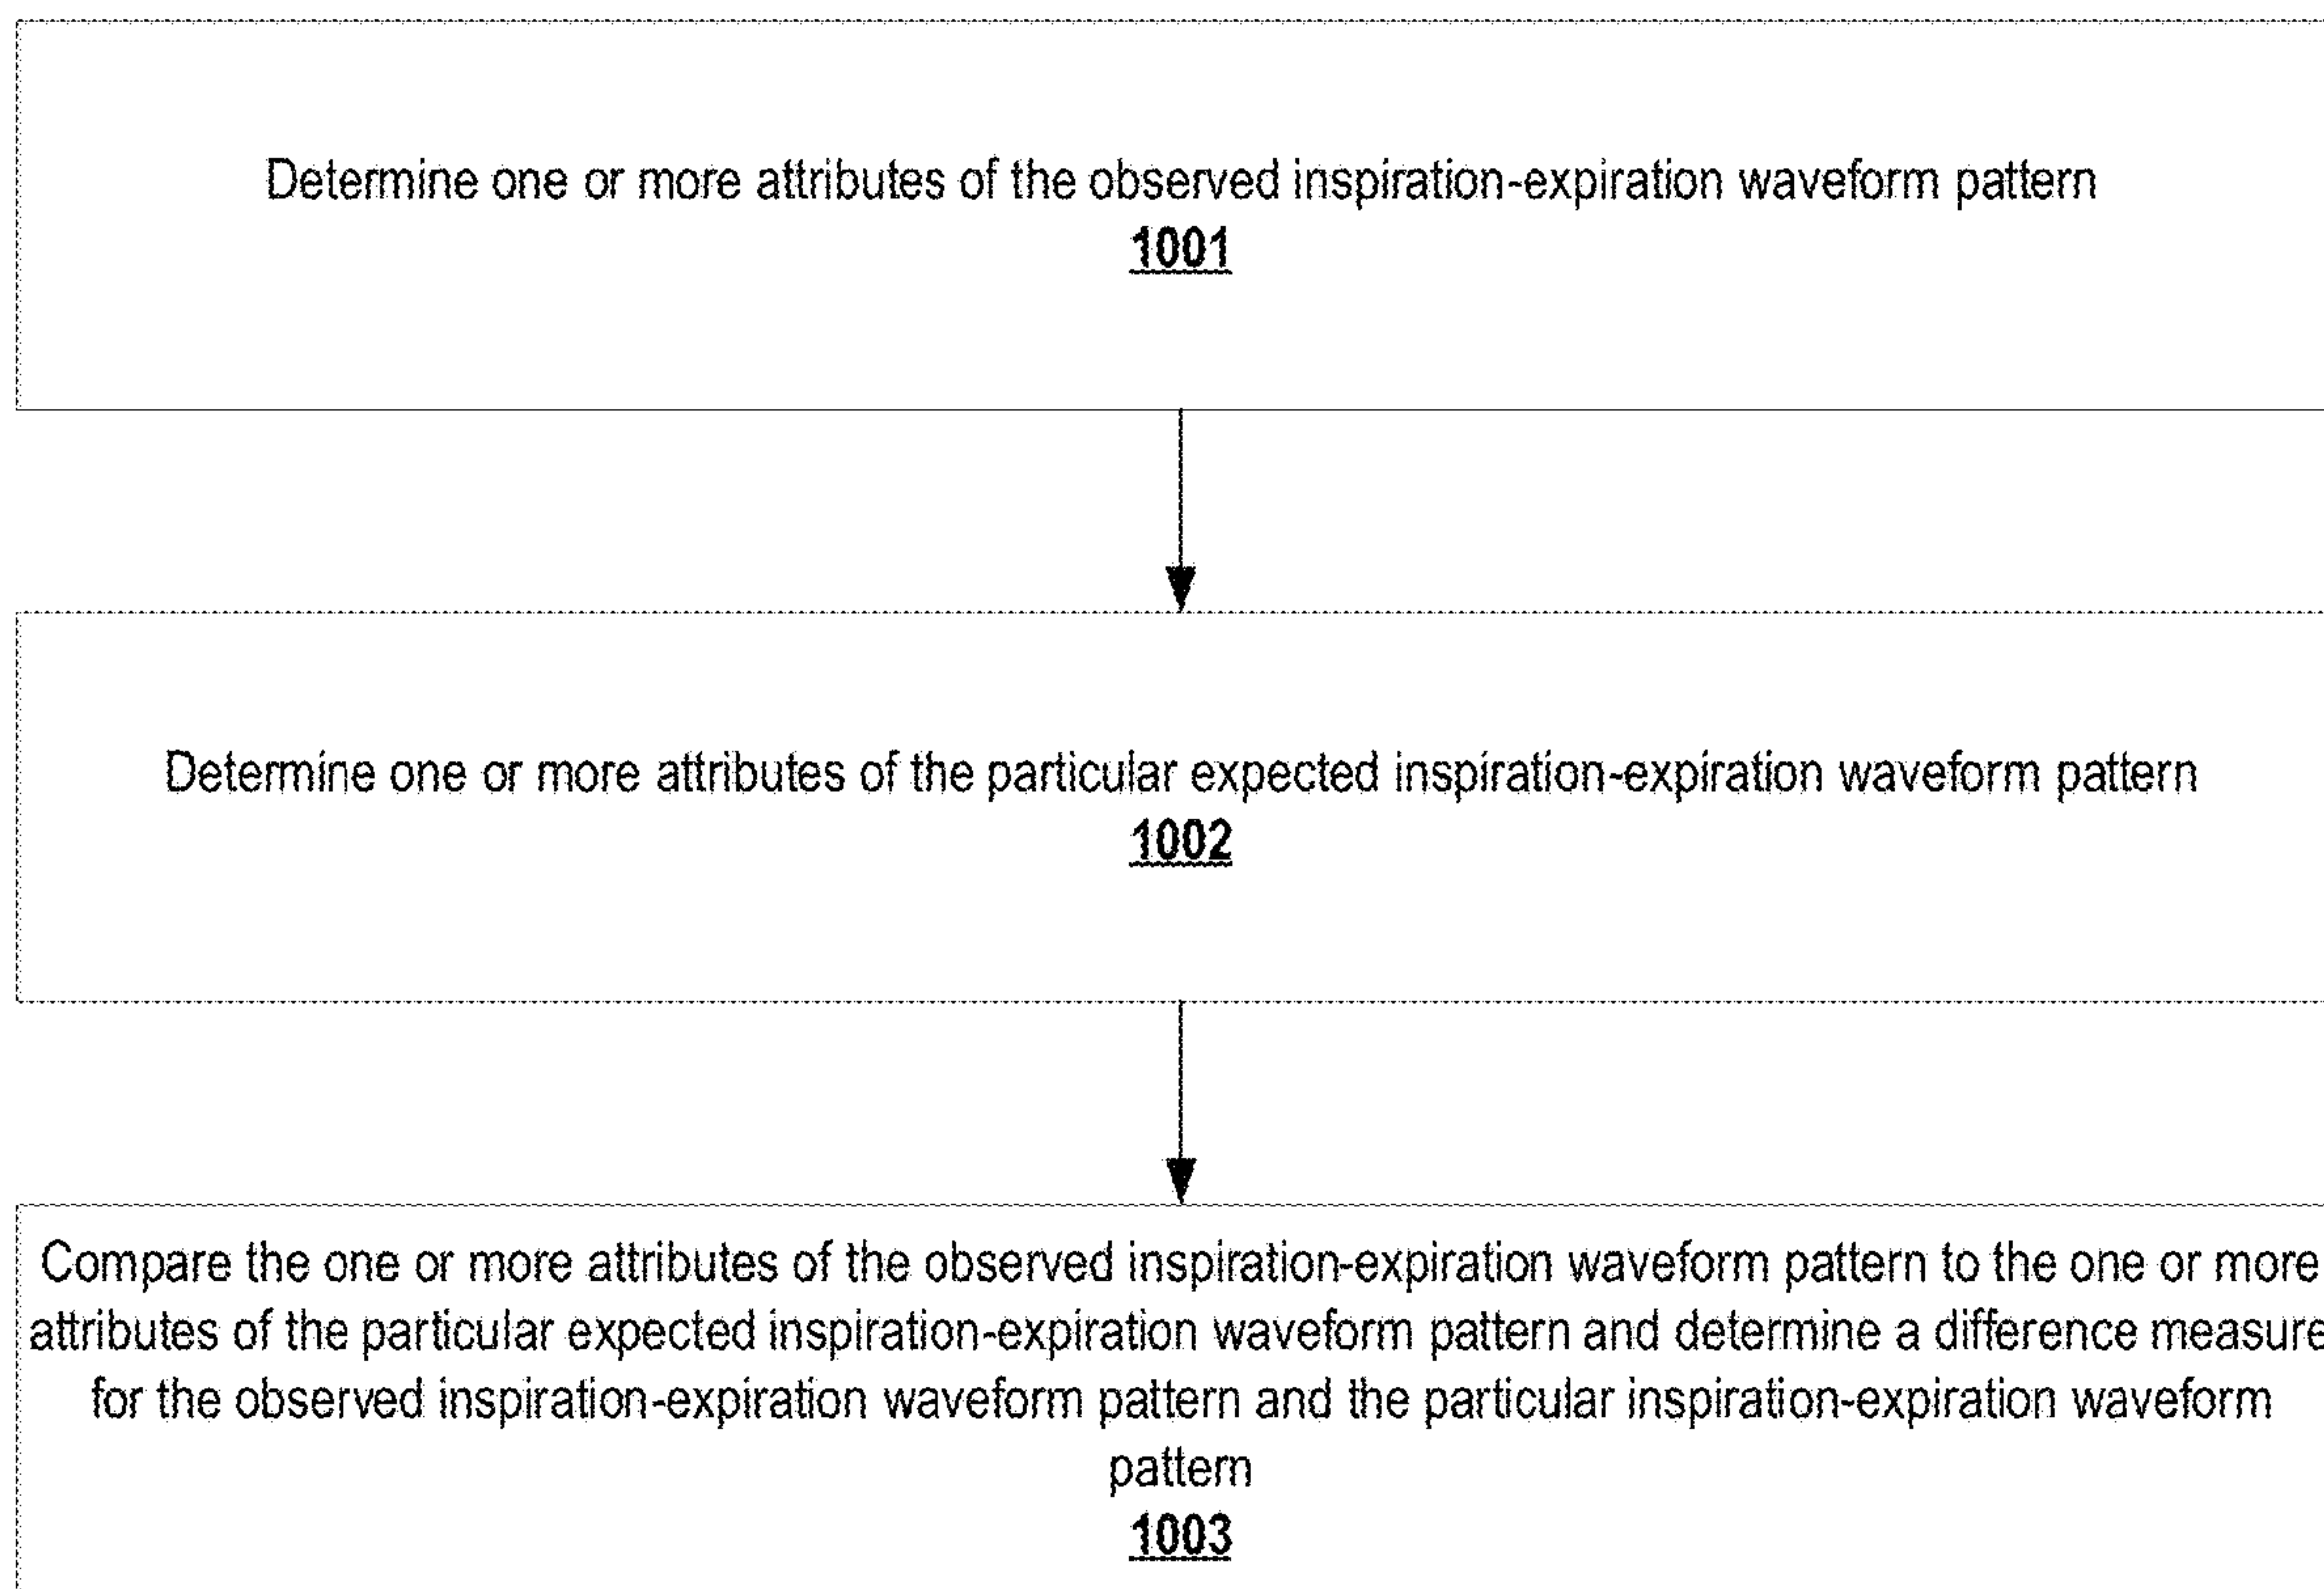 Determine one or more attributes of the observed inspiration-expiration waveform pattern
1001
Determine one or more attributes of the particular expected inspiration-expiration waveform pattern
1002
Compare the one or more attributes of the observed inspiration-expiration waveform pattern to the one or more
attributes of the particular expected inspiration-expiration waveform pattern and determine a difference measure
for the observed inspiration-expiration waveform pattern and the particular inspiration-expiration waveform
pattern
1003